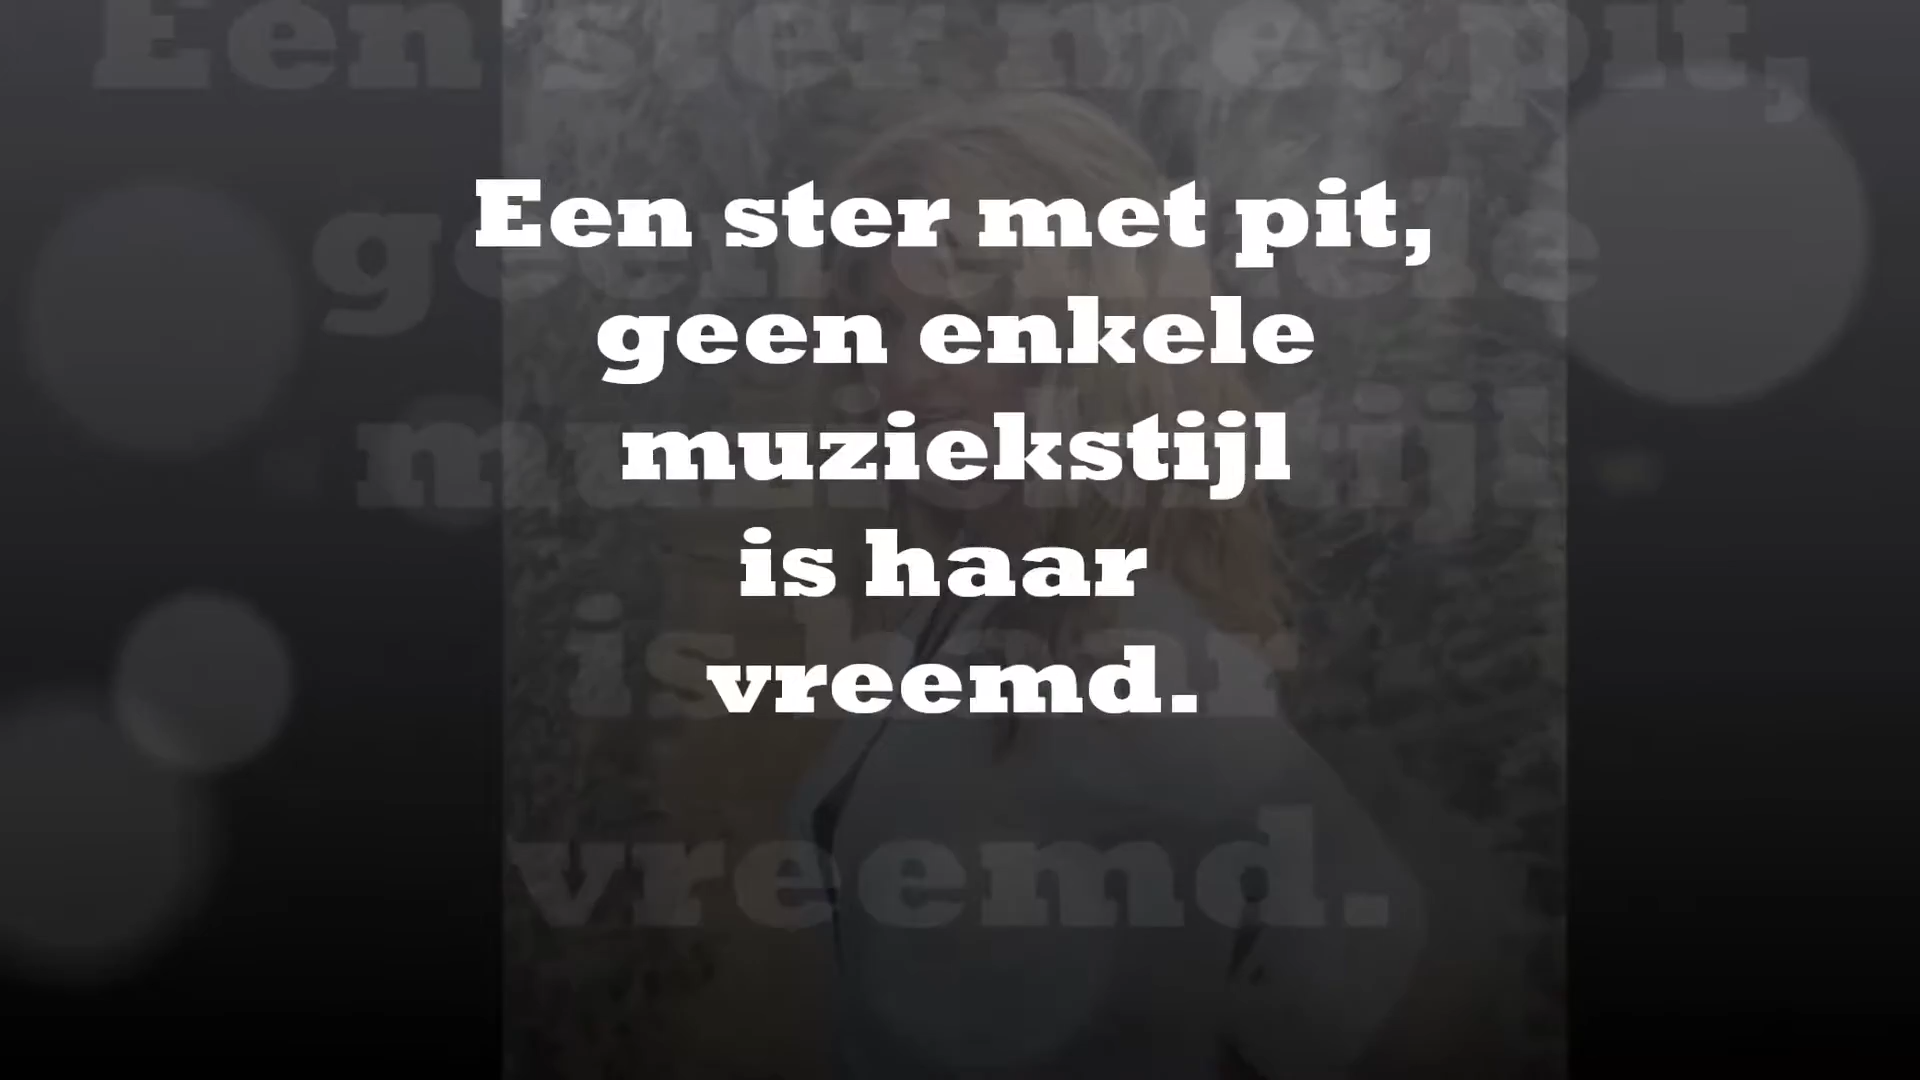 Een ster met pit,
geen enkele
muziekstijl
is haar
vreemd.